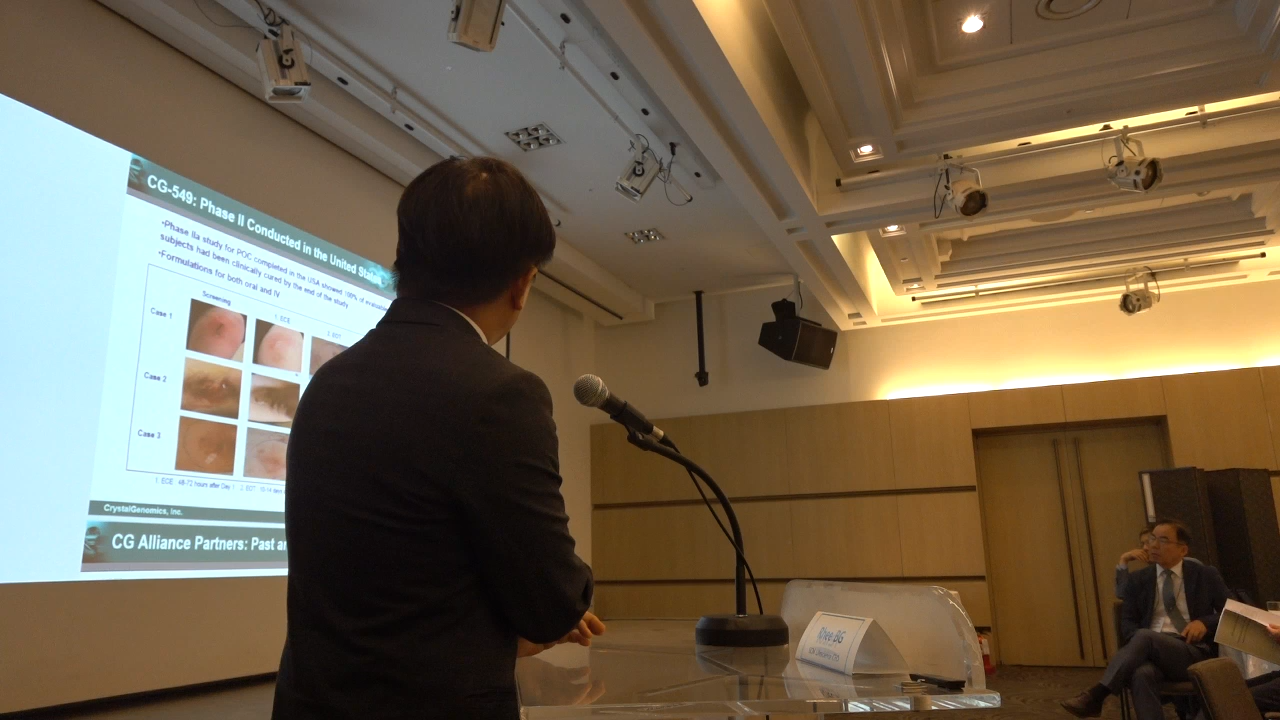 CG-549: Phase II Conducted in the United States
•Phase IIa study for POC completed in the USA showed 100% of
subjects had been clinically cured by the end of the study
•Formulations for both oral and IV
Screening
1. ECE
Case 1
Case 2
Case 3
1. ECE : 48-72 hours after Day 1
CrystalGenomics, Inc.
CG Alliance Partners: Past
Rhee BG